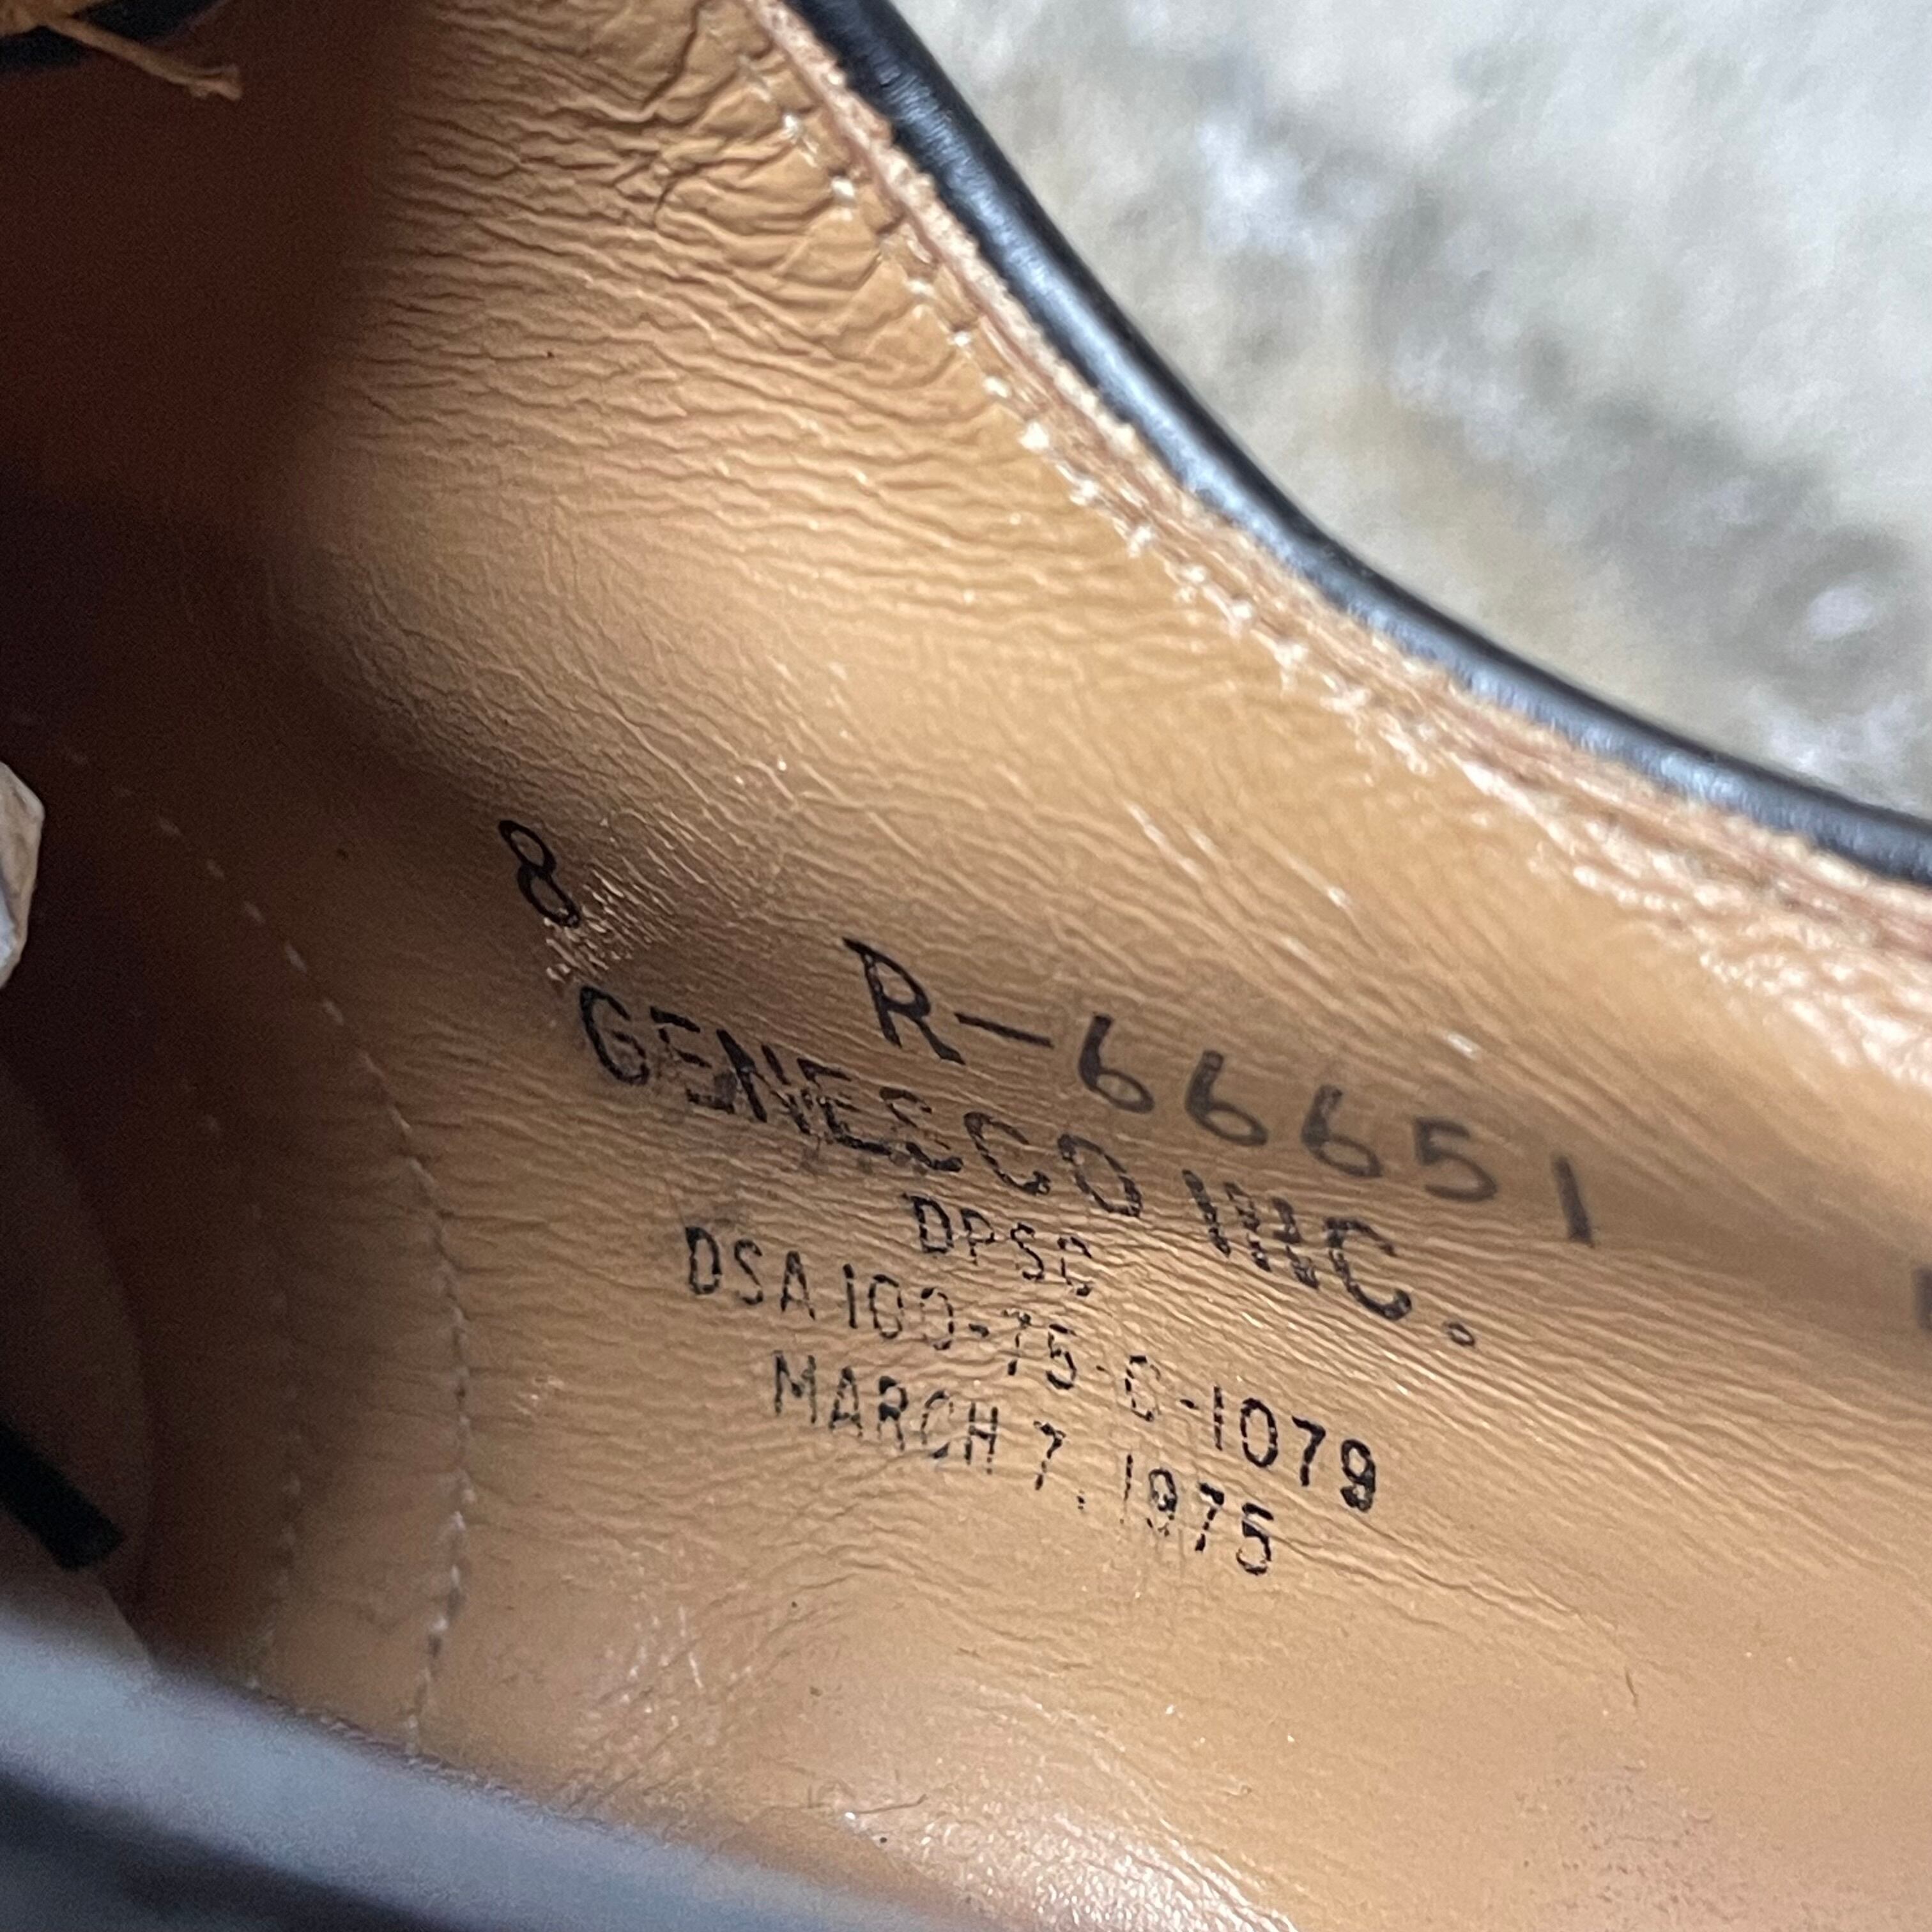 8
R-66651
GENESCO INC.
DPSC
DSA 100-75-C-1079
MARCH 7, 1975